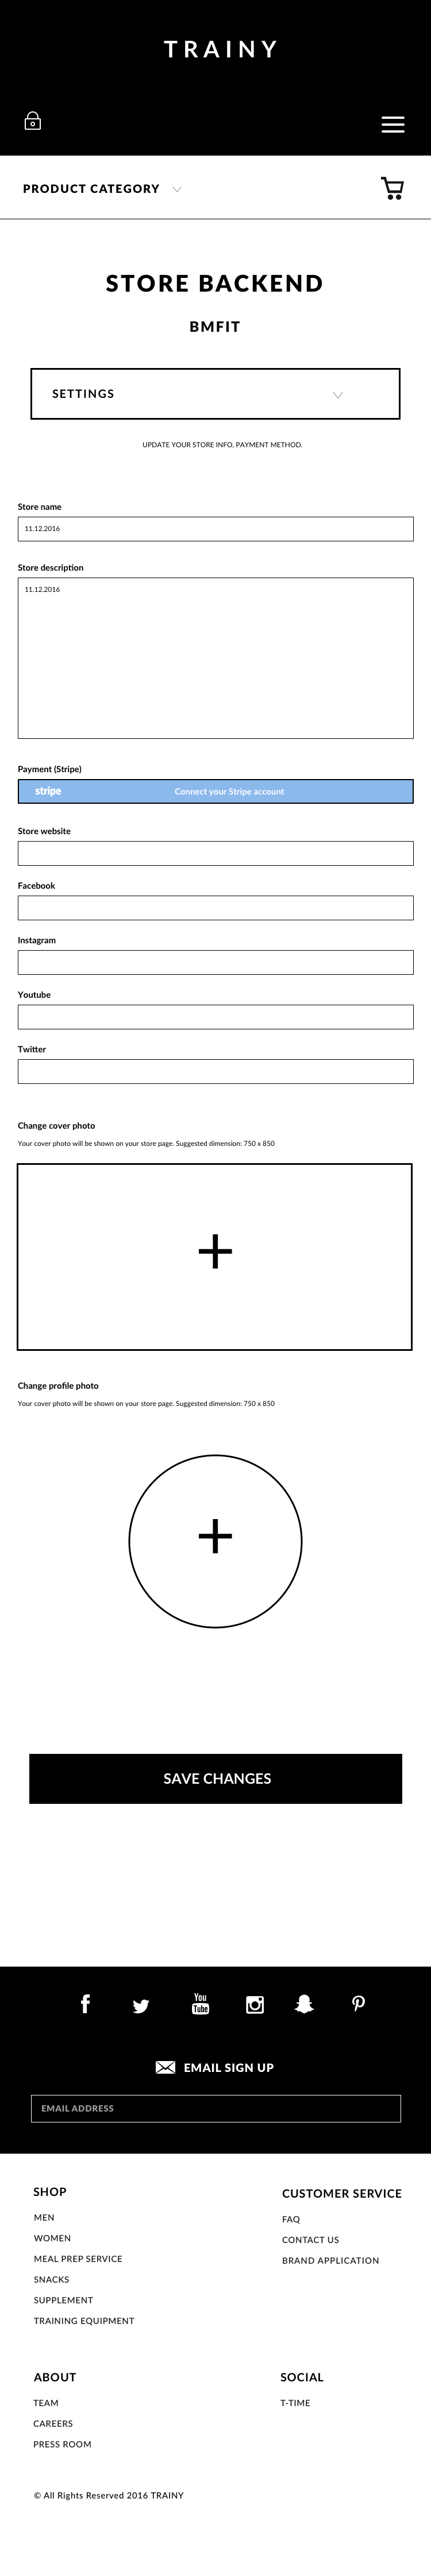 TRAINY
PRODUCT CATEGORY
STORE BACKEND
BMFIT
SETTINGS
UPDATE YOUR STORE INFO, PAYMENT METHOD.
Store name
11.12.2016
Store description
11.12.2016
Payment (Stripe)
stripe Connect your Stripe account
Store website
Facebook
Instagram
Youtube
Twitter
Change cover photo
Your cover photo will be shown on your store page. Suggested dimension: 750 x 850
Change profile photo
Your cover photo will be shown on your store page. Suggested dimension: 750 x 850
SAVE CHANGES
You
Tube
EMAIL SIGN UP
EMAIL ADDRESS
SHOP
MEN
WOMEN
MEAL PREP SERVICE
SNACKS
SUPPLEMENT
TRAINING EQUIPMENT
CUSTOMER SERVICE
FAQ
CONTACT US
BRAND APPLICATION
ABOUT
TEAM
CAREERS
PRESS ROOM
SOCIAL
T-TIME
© All Rights Reserved 2016 TRAINY